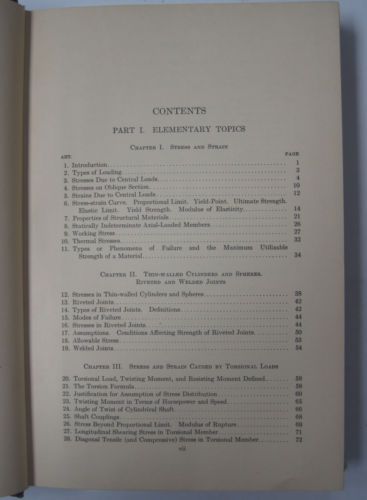 CONTENTS
PART I. ELEMENTARY TOPICS
CHAPTER I. STRESS AND STRAIN
ART. PAGE
1. Introduction 1
2. Types of Loading 3
3. Stresses Due to Central Loads 4
4. Stresses on Oblique Section 10
5. Strains Due to Central Loads 12
6. Stress-strain Curve. Proportional Limit. Yield-Point. Ultimate Strength.
Elastic Limit. Yield Strength. Modulus of Elasticity 14
7. Properties of Structural Materials 21
8. Statically Indeterminate Axial-Loaded Members 26
9. Working Stress 27
10. Thermal Stresses 33
11. Types or Phenomena of Failure and the Maximum Utilizable
Strength of a Material 34
CHAPTER II. THIN-WALLED CYLINDERS AND SPHERES.
RIVETED AND WELDED JOINTS
12. Stresses in Thin-walled Cylinders and Spheres 38
13. Riveted Joints 42
14. Types of Riveted Joints. Definitions 42
15. Modes of Failure 44
16. Stresses in Riveted Joints 44
17. Assumptions. Conditions Affecting Strength of Riveted Joints 50
18. Allowable Stress 53
19. Welded Joints 54
CHAPTER III. STRESS AND STRAIN CAUSED BY TORSIONAL LOADS
20. Torsional Load, Twisting Moment, and Resisting Moment Defined 58
21. The Torsion Formula 58
22. Justification for Assumption of Stress Distribution 60
23. Twisting Moment in Terms of Horsepower and Speed 63
24. Angle of Twist of Cylindrical Shaft 66
25. Shaft Couplings 68
26. Stress Beyond Proportional Limit. Modulus of Rupture 69
27. Longitudinal Shearing Stress in Torsional Member 71
28. Diagonal Tensile (and Compressive) Stress in Torsional Member 72
vii